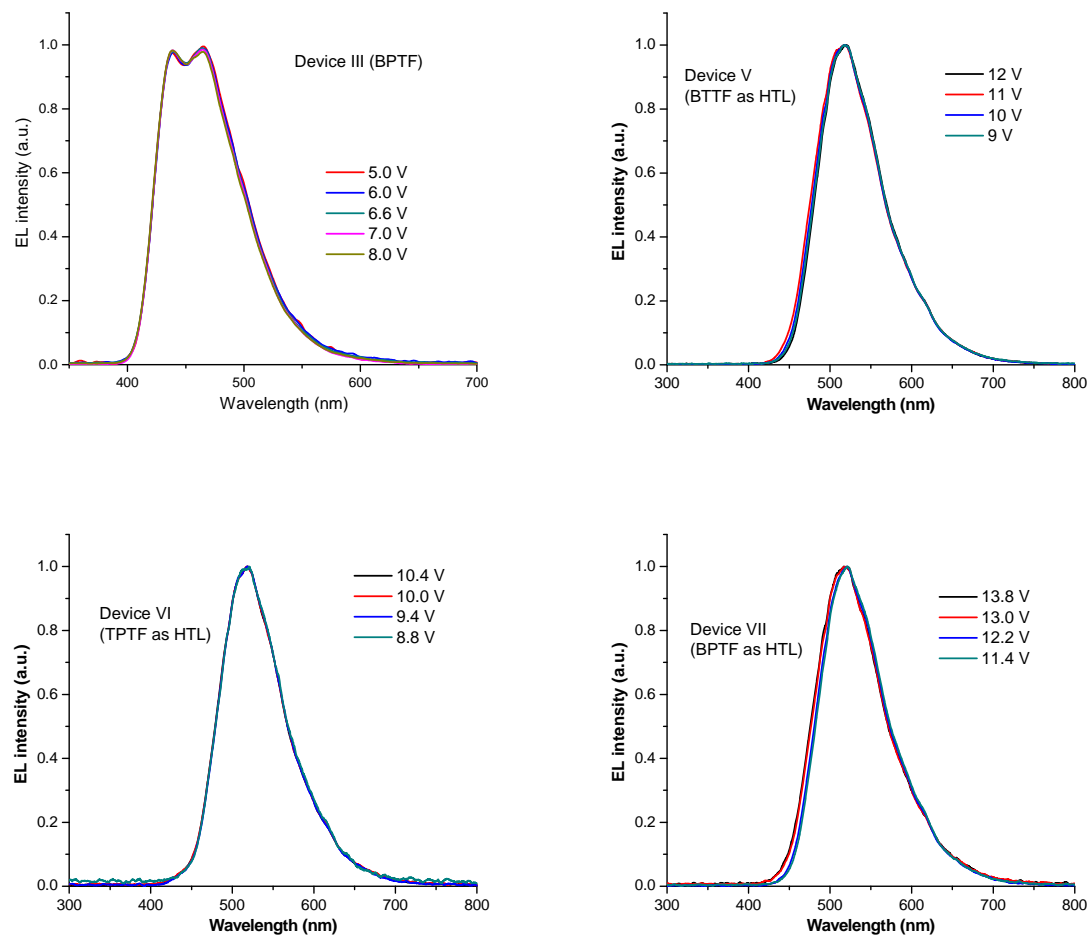 Device III (BPTF)
EL intensity (a.u.)
1.0
0.8
0.6
0.4
0.2
0.0
5.0 V
6.0 V
6.6 V
7.0 V
8.0 V
400
500
600
700
Wavelength (nm)
Device V
(BTTF as HTL)
EL intensity (a.u.)
1.0
0.8
0.6
0.4
0.2
0.0
12 V
11 V
10 V
9 V
300
400
500
600
700
800
Wavelength (nm)
Device VI
(TPTF as HTL)
EL intensity (a.u.)
1.0
0.8
0.6
0.4
0.2
0.0
10.4 V
10.0 V
9.4 V
8.8 V
300
400
500
600
700
800
Wavelength (nm)
Device VII
(BPTF as HTL)
EL intensity (a.u.)
1.0
0.8
0.6
0.4
0.2
0.0
13.8 V
13.0 V
12.2 V
11.4 V
300
400
500
600
700
800
Wavelength (nm)